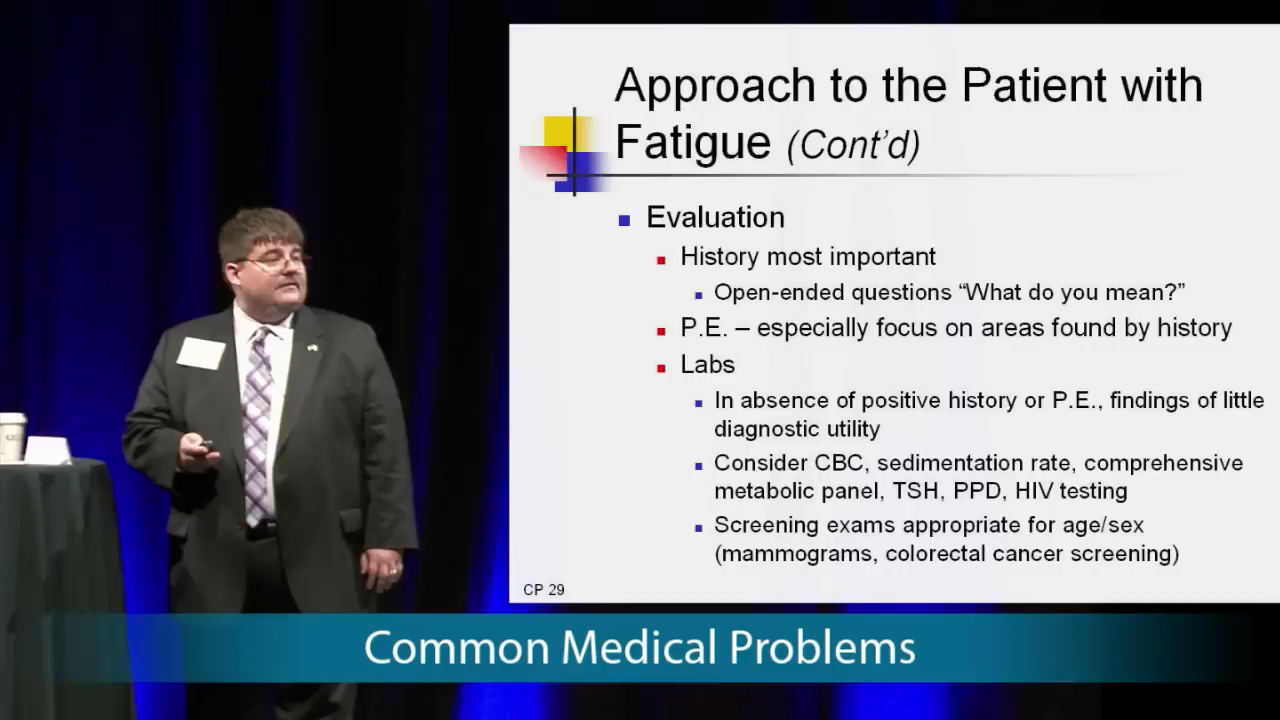 Approach to the Patient with
Fatigue (Cont’d)
Evaluation
History most important
Open-ended questions “What do you mean?”
P.E. – especially focus on areas found by history
Labs
In absence of positive history or P.E., findings of little
diagnostic utility
Consider CBC, sedimentation rate, comprehensive
metabolic panel, TSH, PPD, HIV testing
Screening exams appropriate for age/sex
(mammograms, colorectal cancer screening)
CP 29
Common Medical Problems